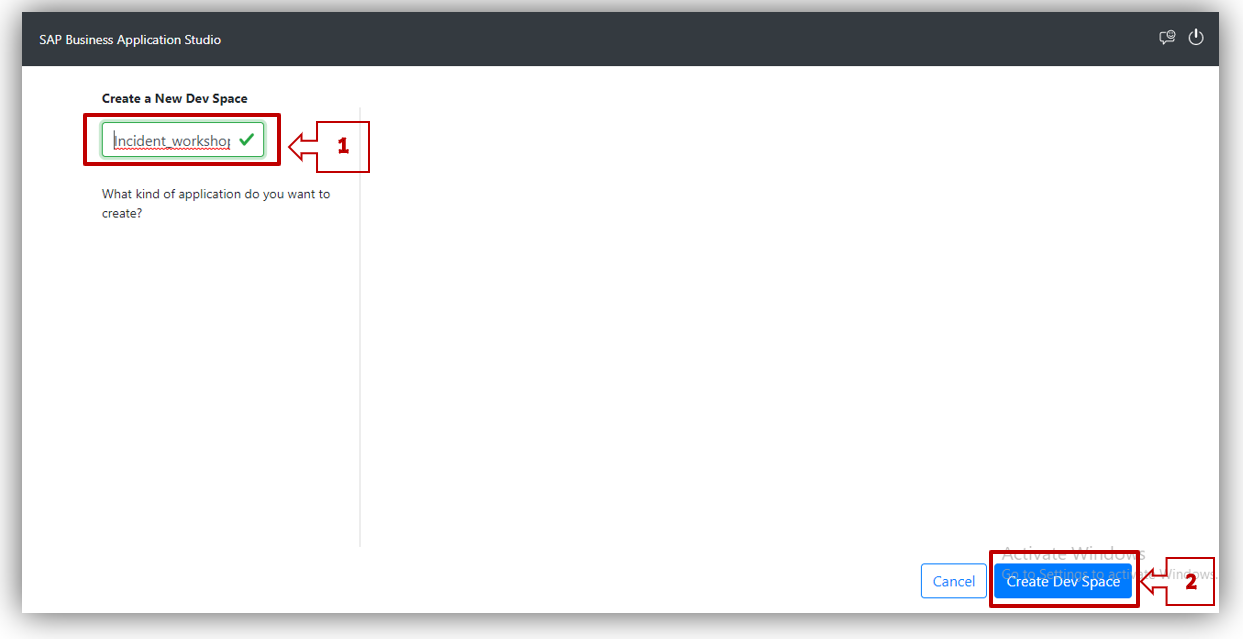 SAP Business Application Studio
Create a New Dev Space
Incident_workshop
1
What kind of application do you want to
create?
Activate Windows
Go to Settings to activate Windows.
Cancel
Create Dev Space
2